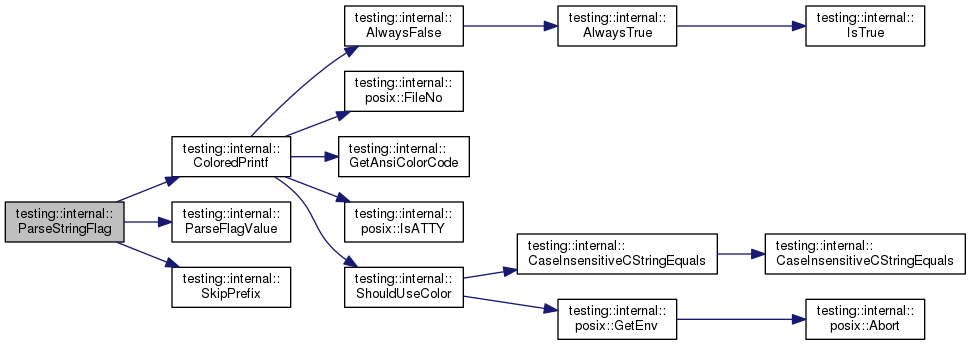 testing::internal::
ParseStringFlag
testing::internal::
ColoredPrintf
testing::internal::
ParseFlagValue
testing::internal::
SkipPrefix
testing::internal::
AlwaysFalse
testing::internal::
posix::FileNo
testing::internal::
GetAnsiColorCode
testing::internal::
posix::IsATTY
testing::internal::
ShouldUseColor
testing::internal::
AlwaysTrue
testing::internal::
CaseInsensitiveCStringEquals
testing::internal::
posix::GetEnv
testing::internal::
IsTrue
testing::internal::
CaseInsensitiveCStringEquals
testing::internal::
posix::Abort